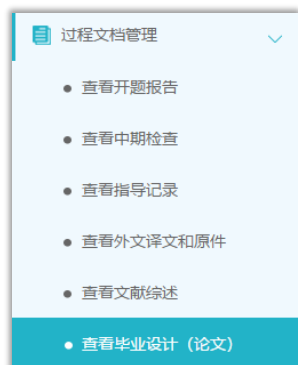 过程文档管理
查看开题报告
查看中期检查
查看指导记录
查看外文译文和原件
查看文献综述
查看毕业设计（论文）